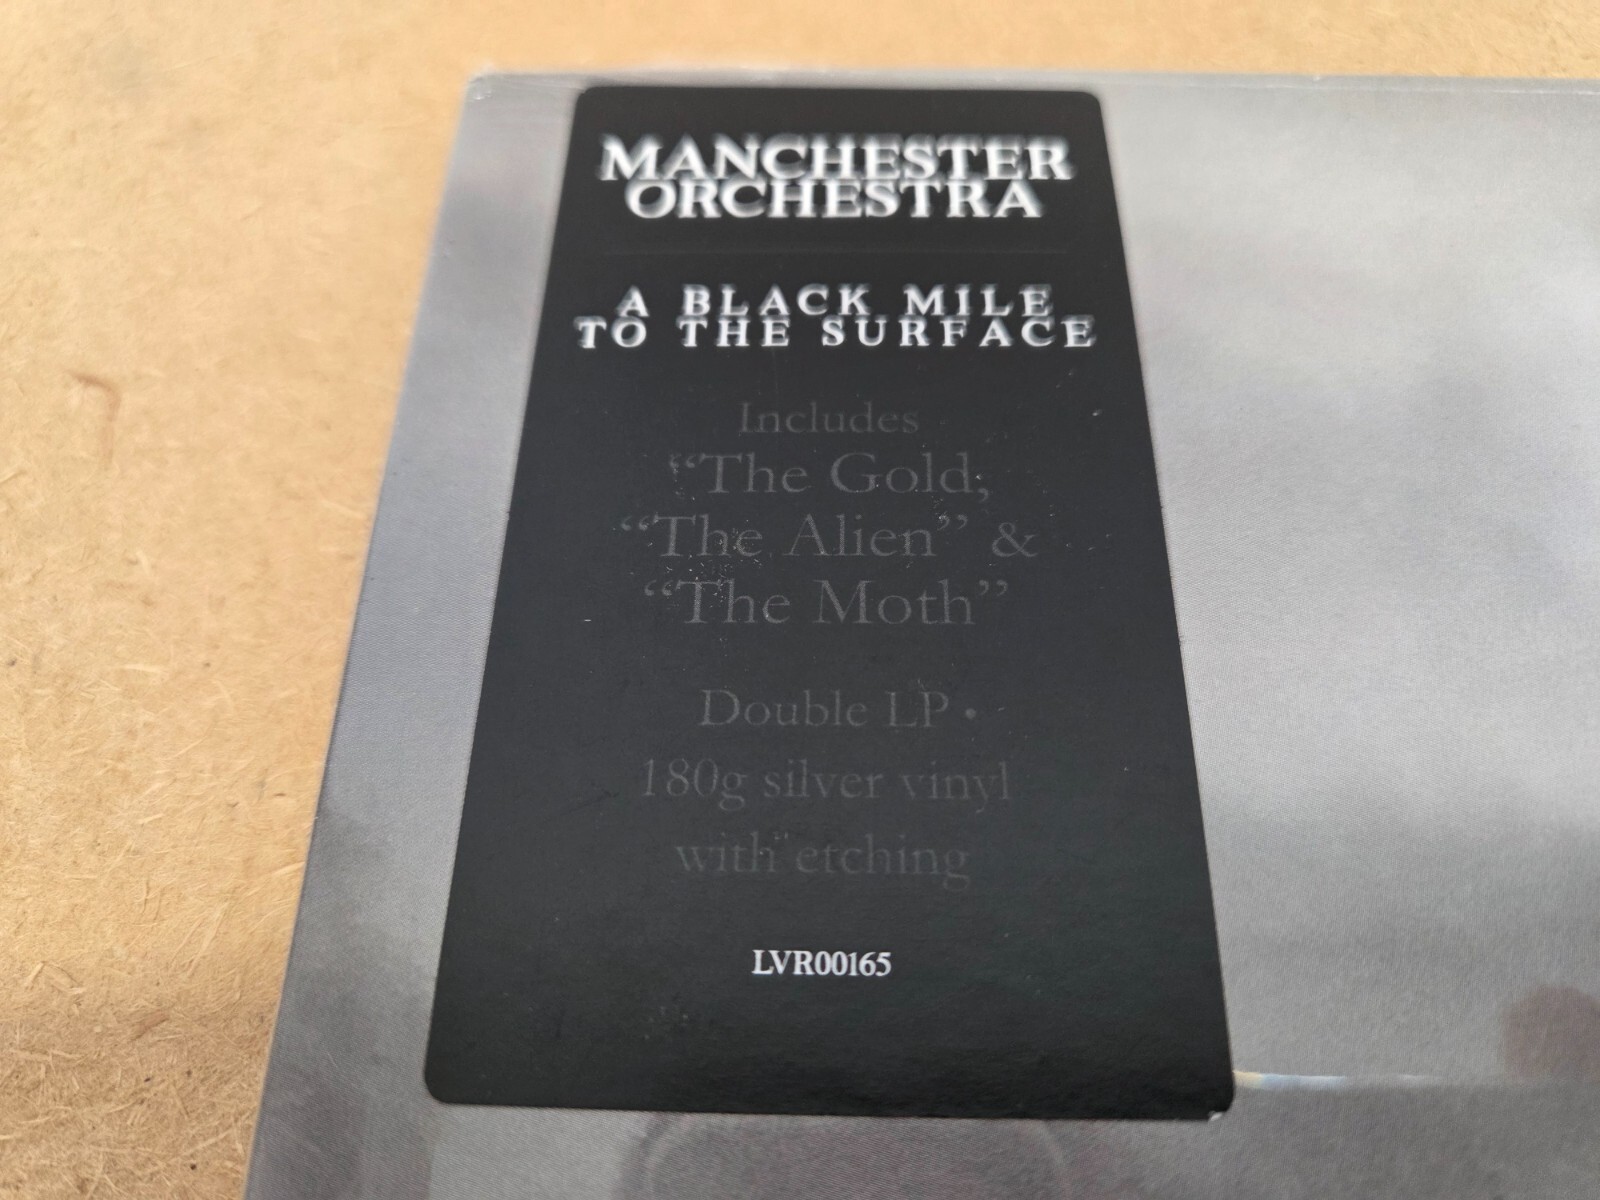 MANCHESTER
ORCHESTRA
A BLACK MILE
TO THE SURFACE
Includes
“The Gold,
“The Alien” &
“The Moth”
Double LP •
180g silver vinyl
with etching
LVR00165